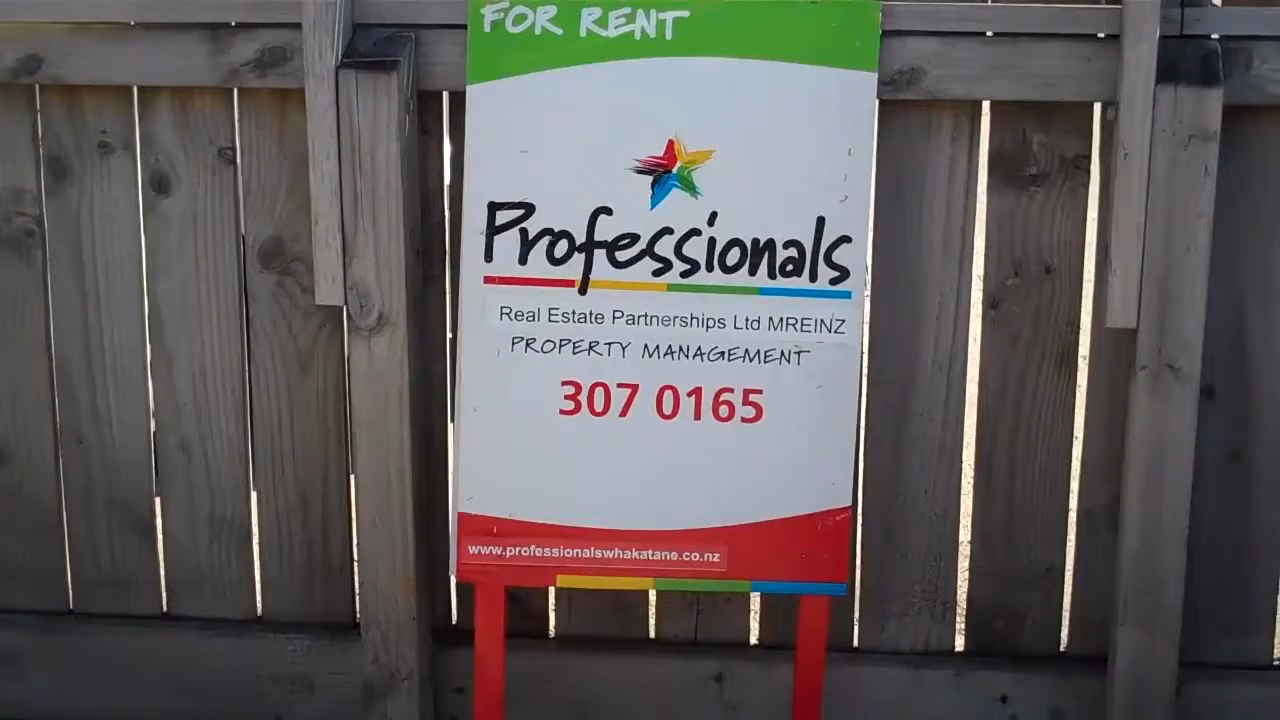 FOR RENT
Professionals
Real Estate Partnerships Ltd MREINZ
PROPERTY MANAGEMENT
307 0165
www.professionalswhakatane.co.nz